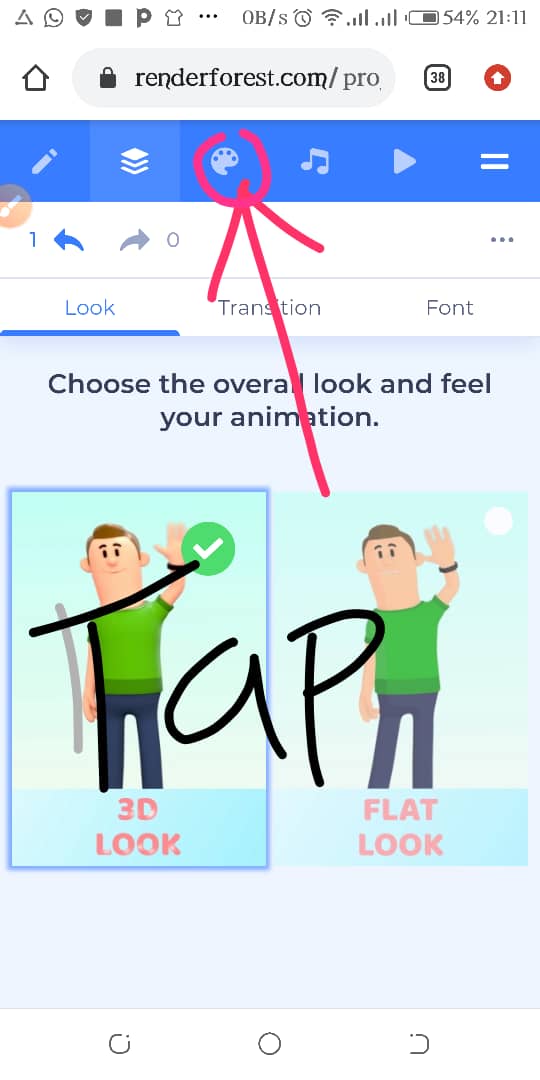 0B/s 54% 21:11
renderforest.com/pro
38
1 0
Look Transition Font
Choose the overall look and feel
your animation.
Tap
3D FLAT
LOOK LOOK